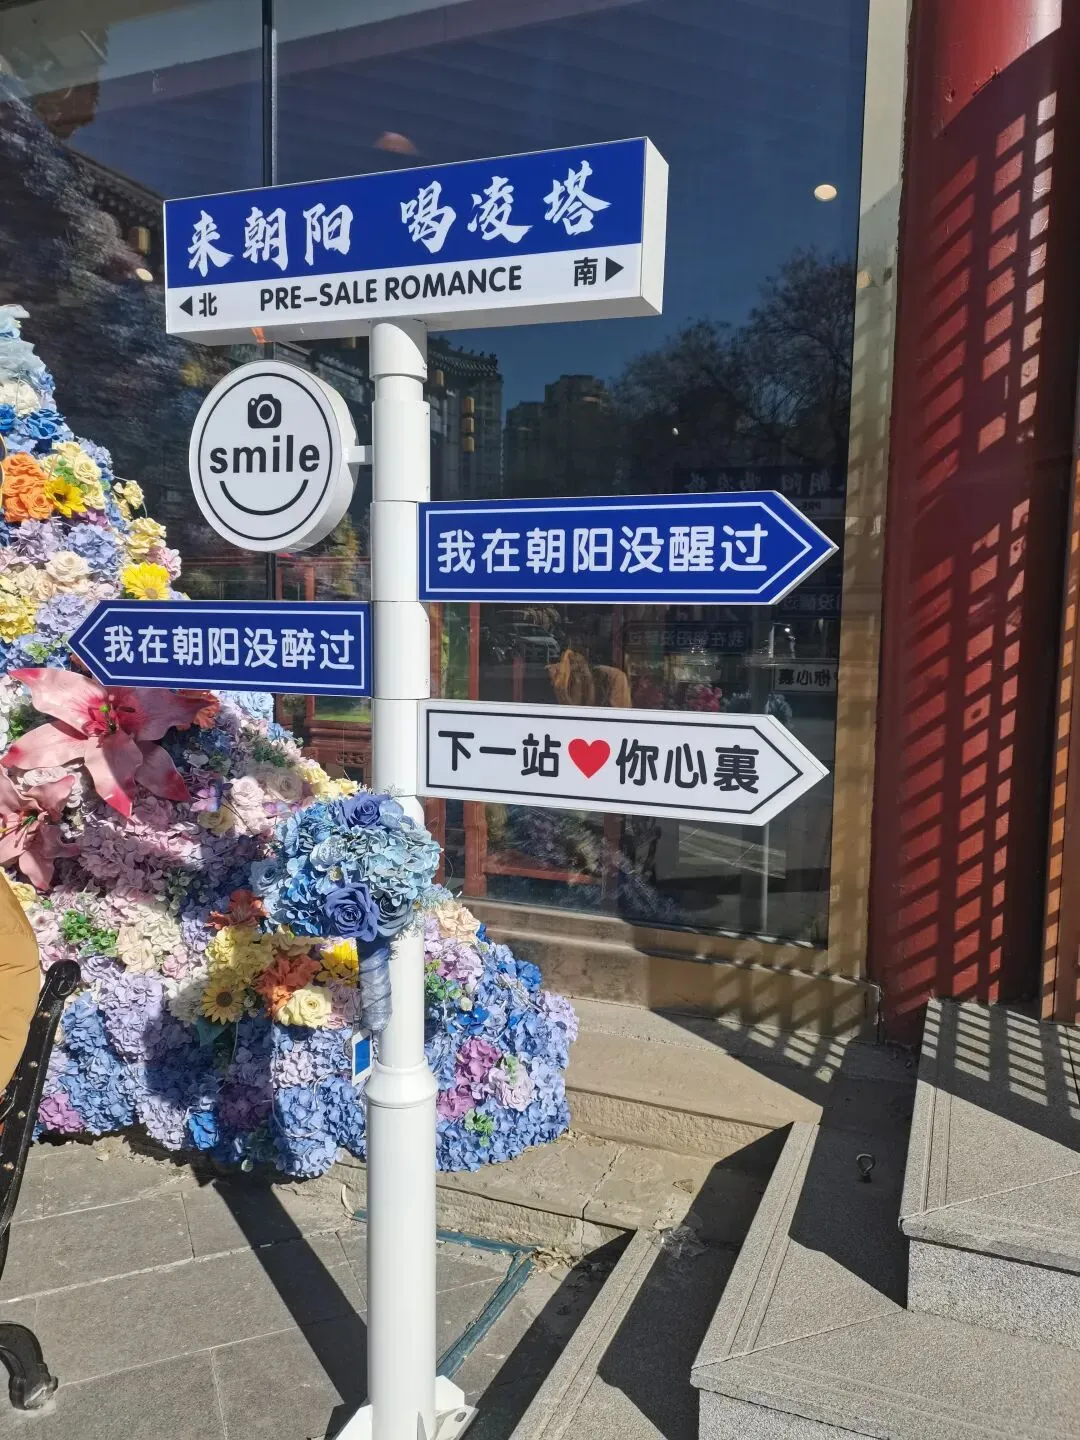 来朝阳 喝凌塔
◀北 PRE-SALE ROMANCE 南▶
smile
我在朝阳没醒过
我在朝阳没醉过
下一站❤你心裏